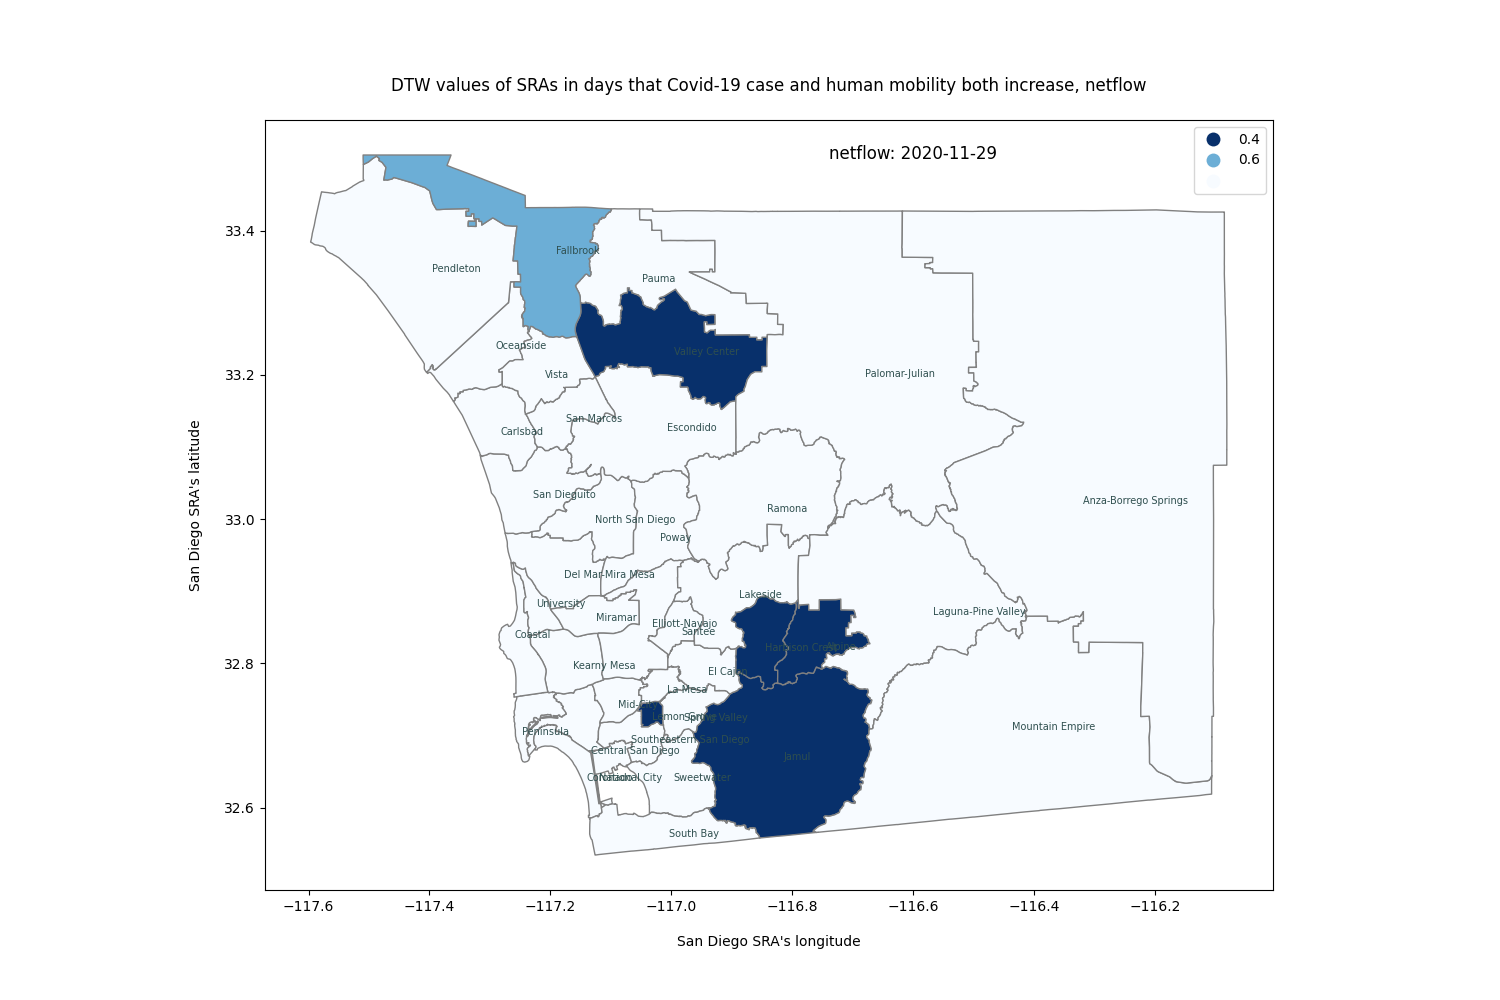 DTW values of SRAs in days that Covid-19 case and human mobility both increase, netflow
netflow: 2020-11-29
0.4
0.6
33.4
33.2
33.0
32.8
32.6
San Diego SRA's latitude
Fallbrook
Pendleton
Pauma
Oceanside
Valley Center
Vista
Palomar-Julian
San Marcos
Carlsbad
Escondido
San Dieguito
Anza-Borrego Springs
Ramona
North San Diego
Poway
Del Mar-Mira Mesa
Lakeside
University
Laguna-Pine Valley
Miramar
Elliott-Navajo
Santee
Coastal
Harbison Crest
Alpine
Kearny Mesa
El Cajon
La Mesa
Mid-City
Lemon Grove
Spring Valley
Mountain Empire
Peninsula
Southeastern San Diego
Central San Diego
Jamul
Coronado
National City
Sweetwater
South Bay
−117.6
−117.4
−117.2
−117.0
−116.8
−116.6
−116.4
−116.2
San Diego SRA's longitude